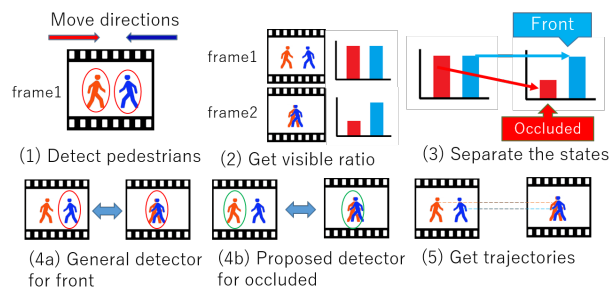 Move directions
frame1
(1) Detect pedestrians
frame1
frame2
(2) Get visible ratio
Front
Occluded
(3) Separate the states
(4a) General detector
for front
(4b) Proposed detector
for occluded
(5) Get trajectories